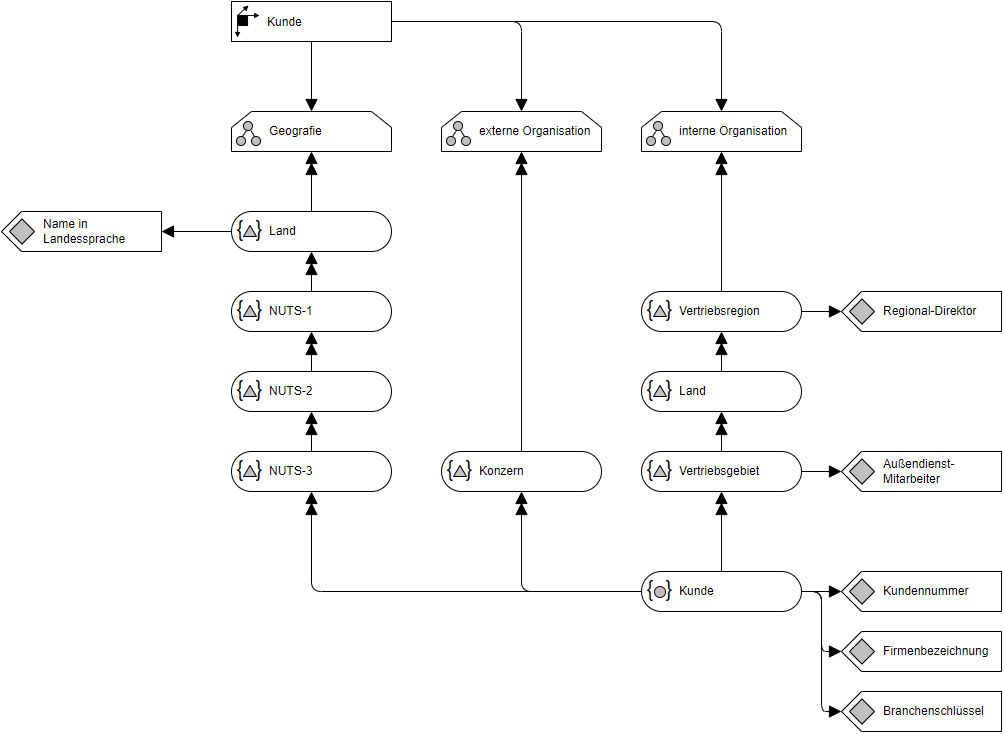 Kunde
Geografie
externe Organisation
interne Organisation
Name in
Landessprache
Land
NUTS-1
Vertriebsregion
Regional-Direktor
NUTS-2
Land
NUTS-3
Konzern
Vertriebsgebiet
Außendienst-
Mitarbeiter
Kunde
Kundennummer
Firmenbezeichnung
Branchenschlüssel